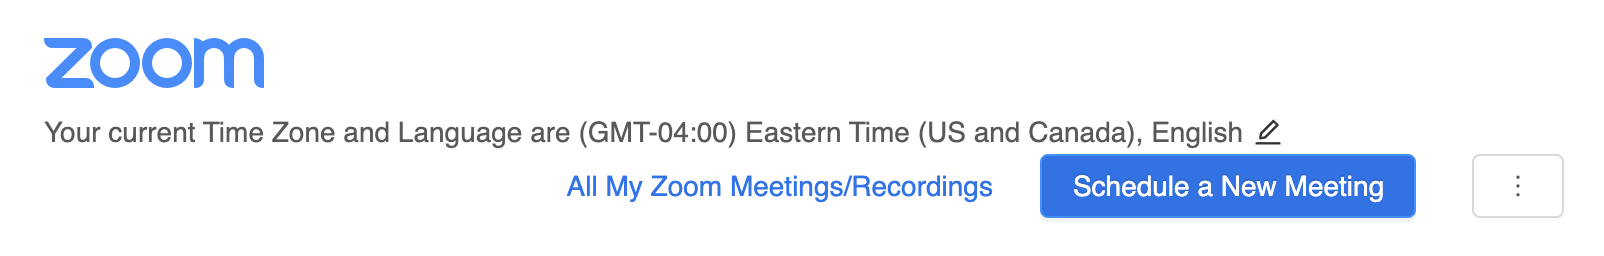 zoom
Your current Time Zone and Language are (GMT-04:00) Eastern Time (US and Canada), English
All My Zoom Meetings/Recordings Schedule a New Meeting